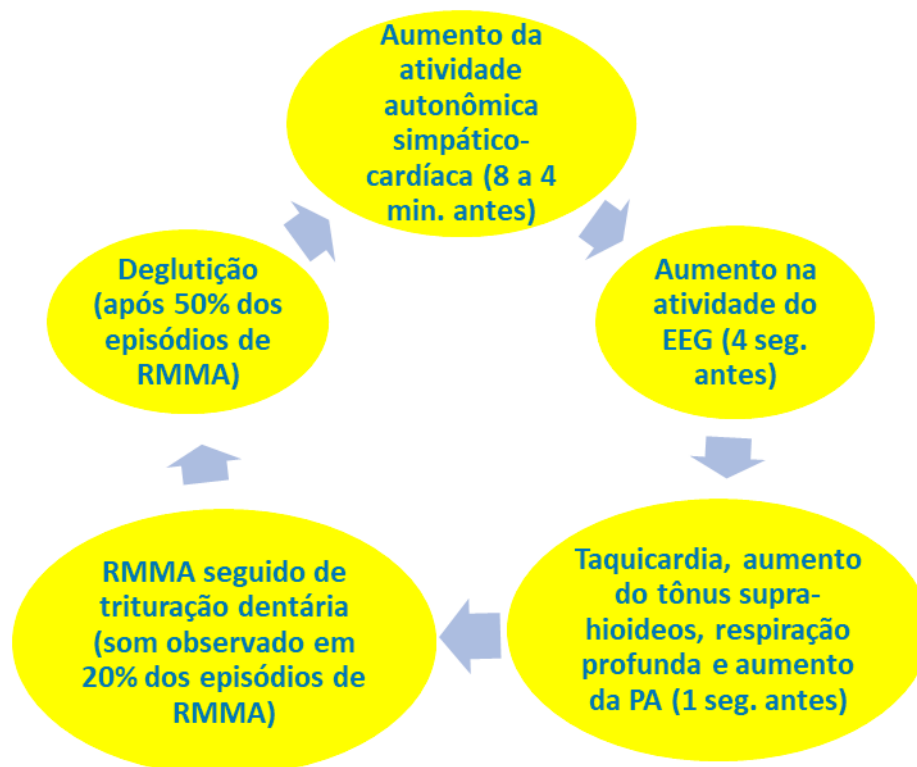 Aumento da
atividade
autonômica
simpático-
cardíaca (8 a 4
min. antes)
Aumento na
atividade do
EEG (4 seg.
antes)
Taquicardia, aumento
do tônus supra-
hioideos, respiração
profunda e aumento
da PA (1 seg. antes)
RMMA seguido de
trituração dentária
(som observado em
20% dos episódios de
RMMA)
Deglutição
(após 50% dos
episódios de
RMMA)